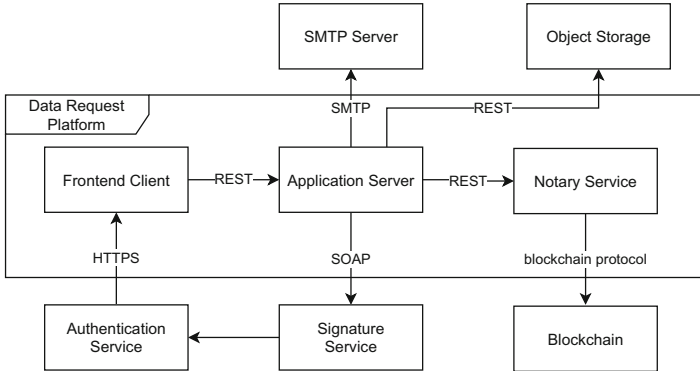 SMTP Server
Object Storage
Data Request
Platform
SMTP
REST
Frontend Client
REST
Application Server
REST
Notary Service
HTTPS
SOAP
blockchain protocol
Authentication
Service
Signature
Service
Blockchain